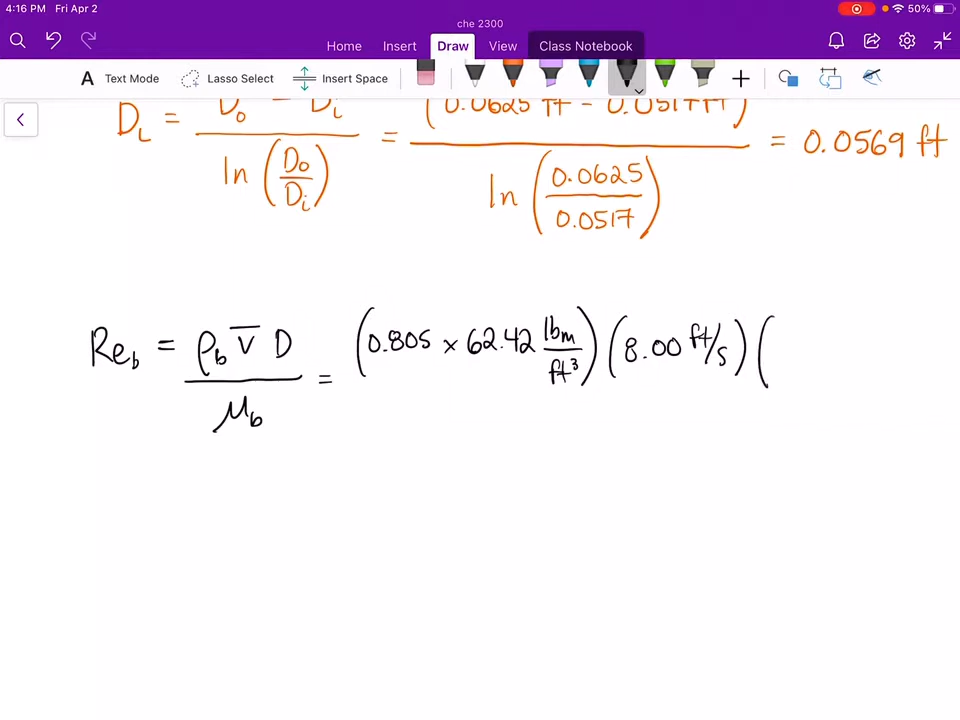 4:16 PM Fri Apr 2 50%
che 2300
Home Insert Draw View Class Notebook
A Text Mode Lasso Select Insert Space
D_L = (D_o - D_i) / ln(D_o/D_i) = (0.0625 ft - 0.0517 ft) / ln(0.0625/0.0517) = 0.0569 ft
Re_b = ρ_b v̅ D / μ_b = (0.805 × 62.42 lbm/ft³) (8.00 ft/s) (